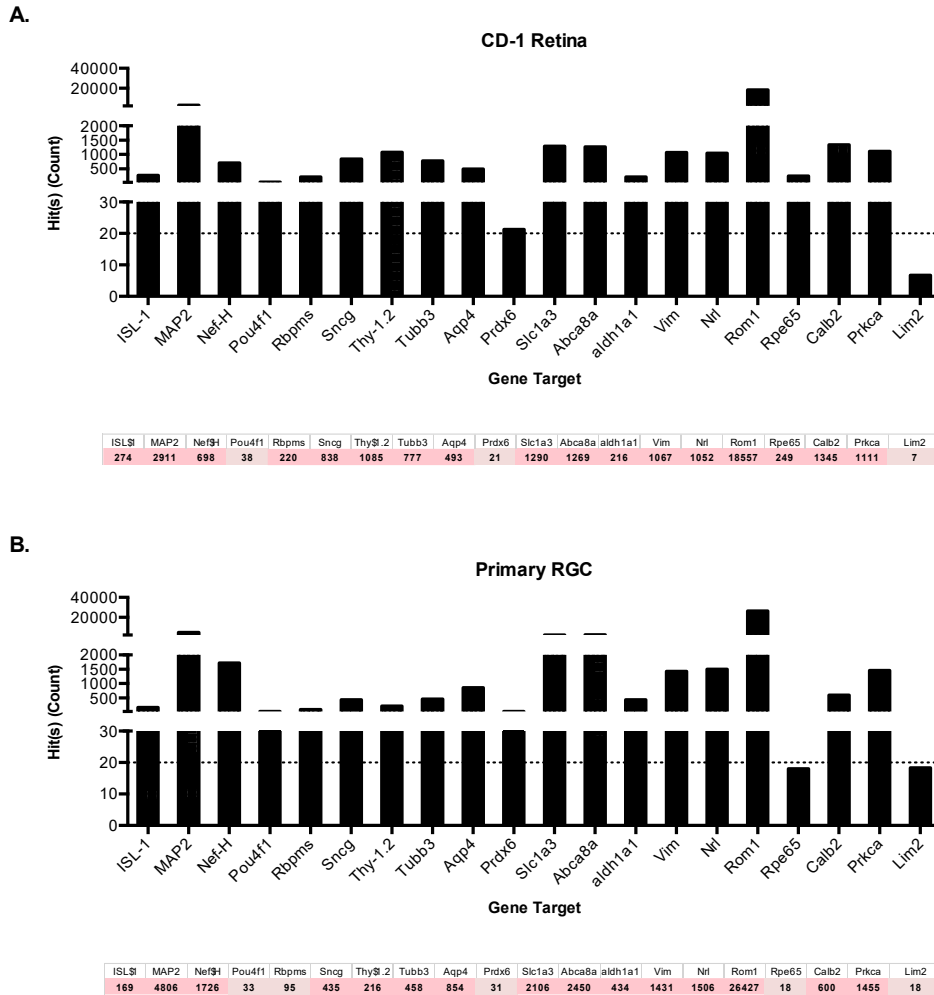 A.
CD-1 Retina
40000
20000
2000
1500
1000
500
30
20
10
0
Hit(s) (Count)
ISL-1 MAP2 Nef-H Pou4f1 Rbpms Sncg Thy-1.2 Tubb3 Aqp4 Prdx6 Slc1a3 Abca8a aldh1a1 Vim Nrl Rom1 Rpe65 Calb2 Prkca Lim2
Gene Target
ISL$1 MAP2 Nef$H Pou4f1 Rbpms Sncg Thy$1.2 Tubb3 Aqp4 Prdx6 Slc1a3 Abca8a aldh1a1 Vim Nrl Rom1 Rpe65 Calb2 Prkca Lim2
274 2911 698 38 220 838 1085 777 493 21 1290 1269 216 1067 1052 18557 249 1345 1111 7
B.
Primary RGC
40000
20000
2000
1500
1000
500
30
20
10
0
Hit(s) (Count)
ISL-1 MAP2 Nef-H Pou4f1 Rbpms Sncg Thy-1.2 Tubb3 Aqp4 Prdx6 Slc1a3 Abca8a aldh1a1 Vim Nrl Rom1 Rpe65 Calb2 Prkca Lim2
Gene Target
ISL$1 MAP2 Nef$H Pou4f1 Rbpms Sncg Thy$1.2 Tubb3 Aqp4 Prdx6 Slc1a3 Abca8a aldh1a1 Vim Nrl Rom1 Rpe65 Calb2 Prkca Lim2
169 4806 1726 33 95 435 216 458 854 31 2106 2450 434 1431 1506 26427 18 600 1455 18